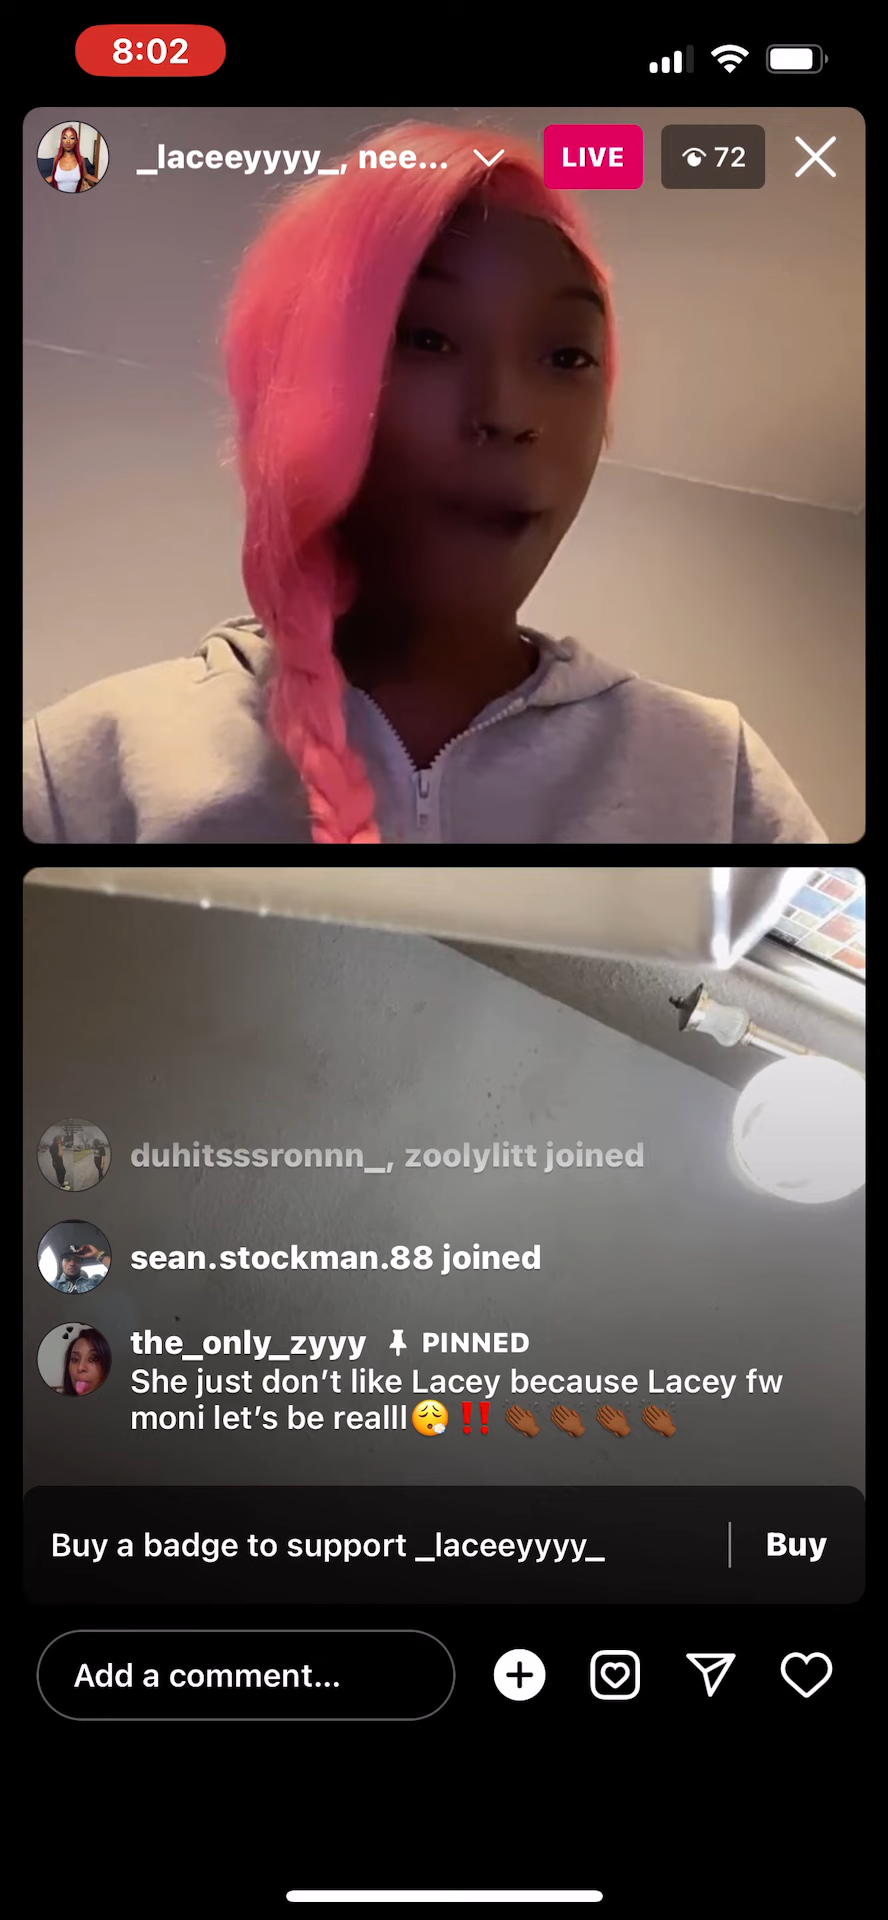 8:02
_laceeyyyy_, nee...
LIVE
72
duhitsssronnn_, zoolylitt joined
sean.stockman.88 joined
the_only_zyyy PINNED
She just don’t like Lacey because Lacey fw
moni let’s be realll😮‍💨‼️👏🏾👏🏾👏🏾👏🏾
Buy a badge to support _laceeyyyy_
Buy
Add a comment...